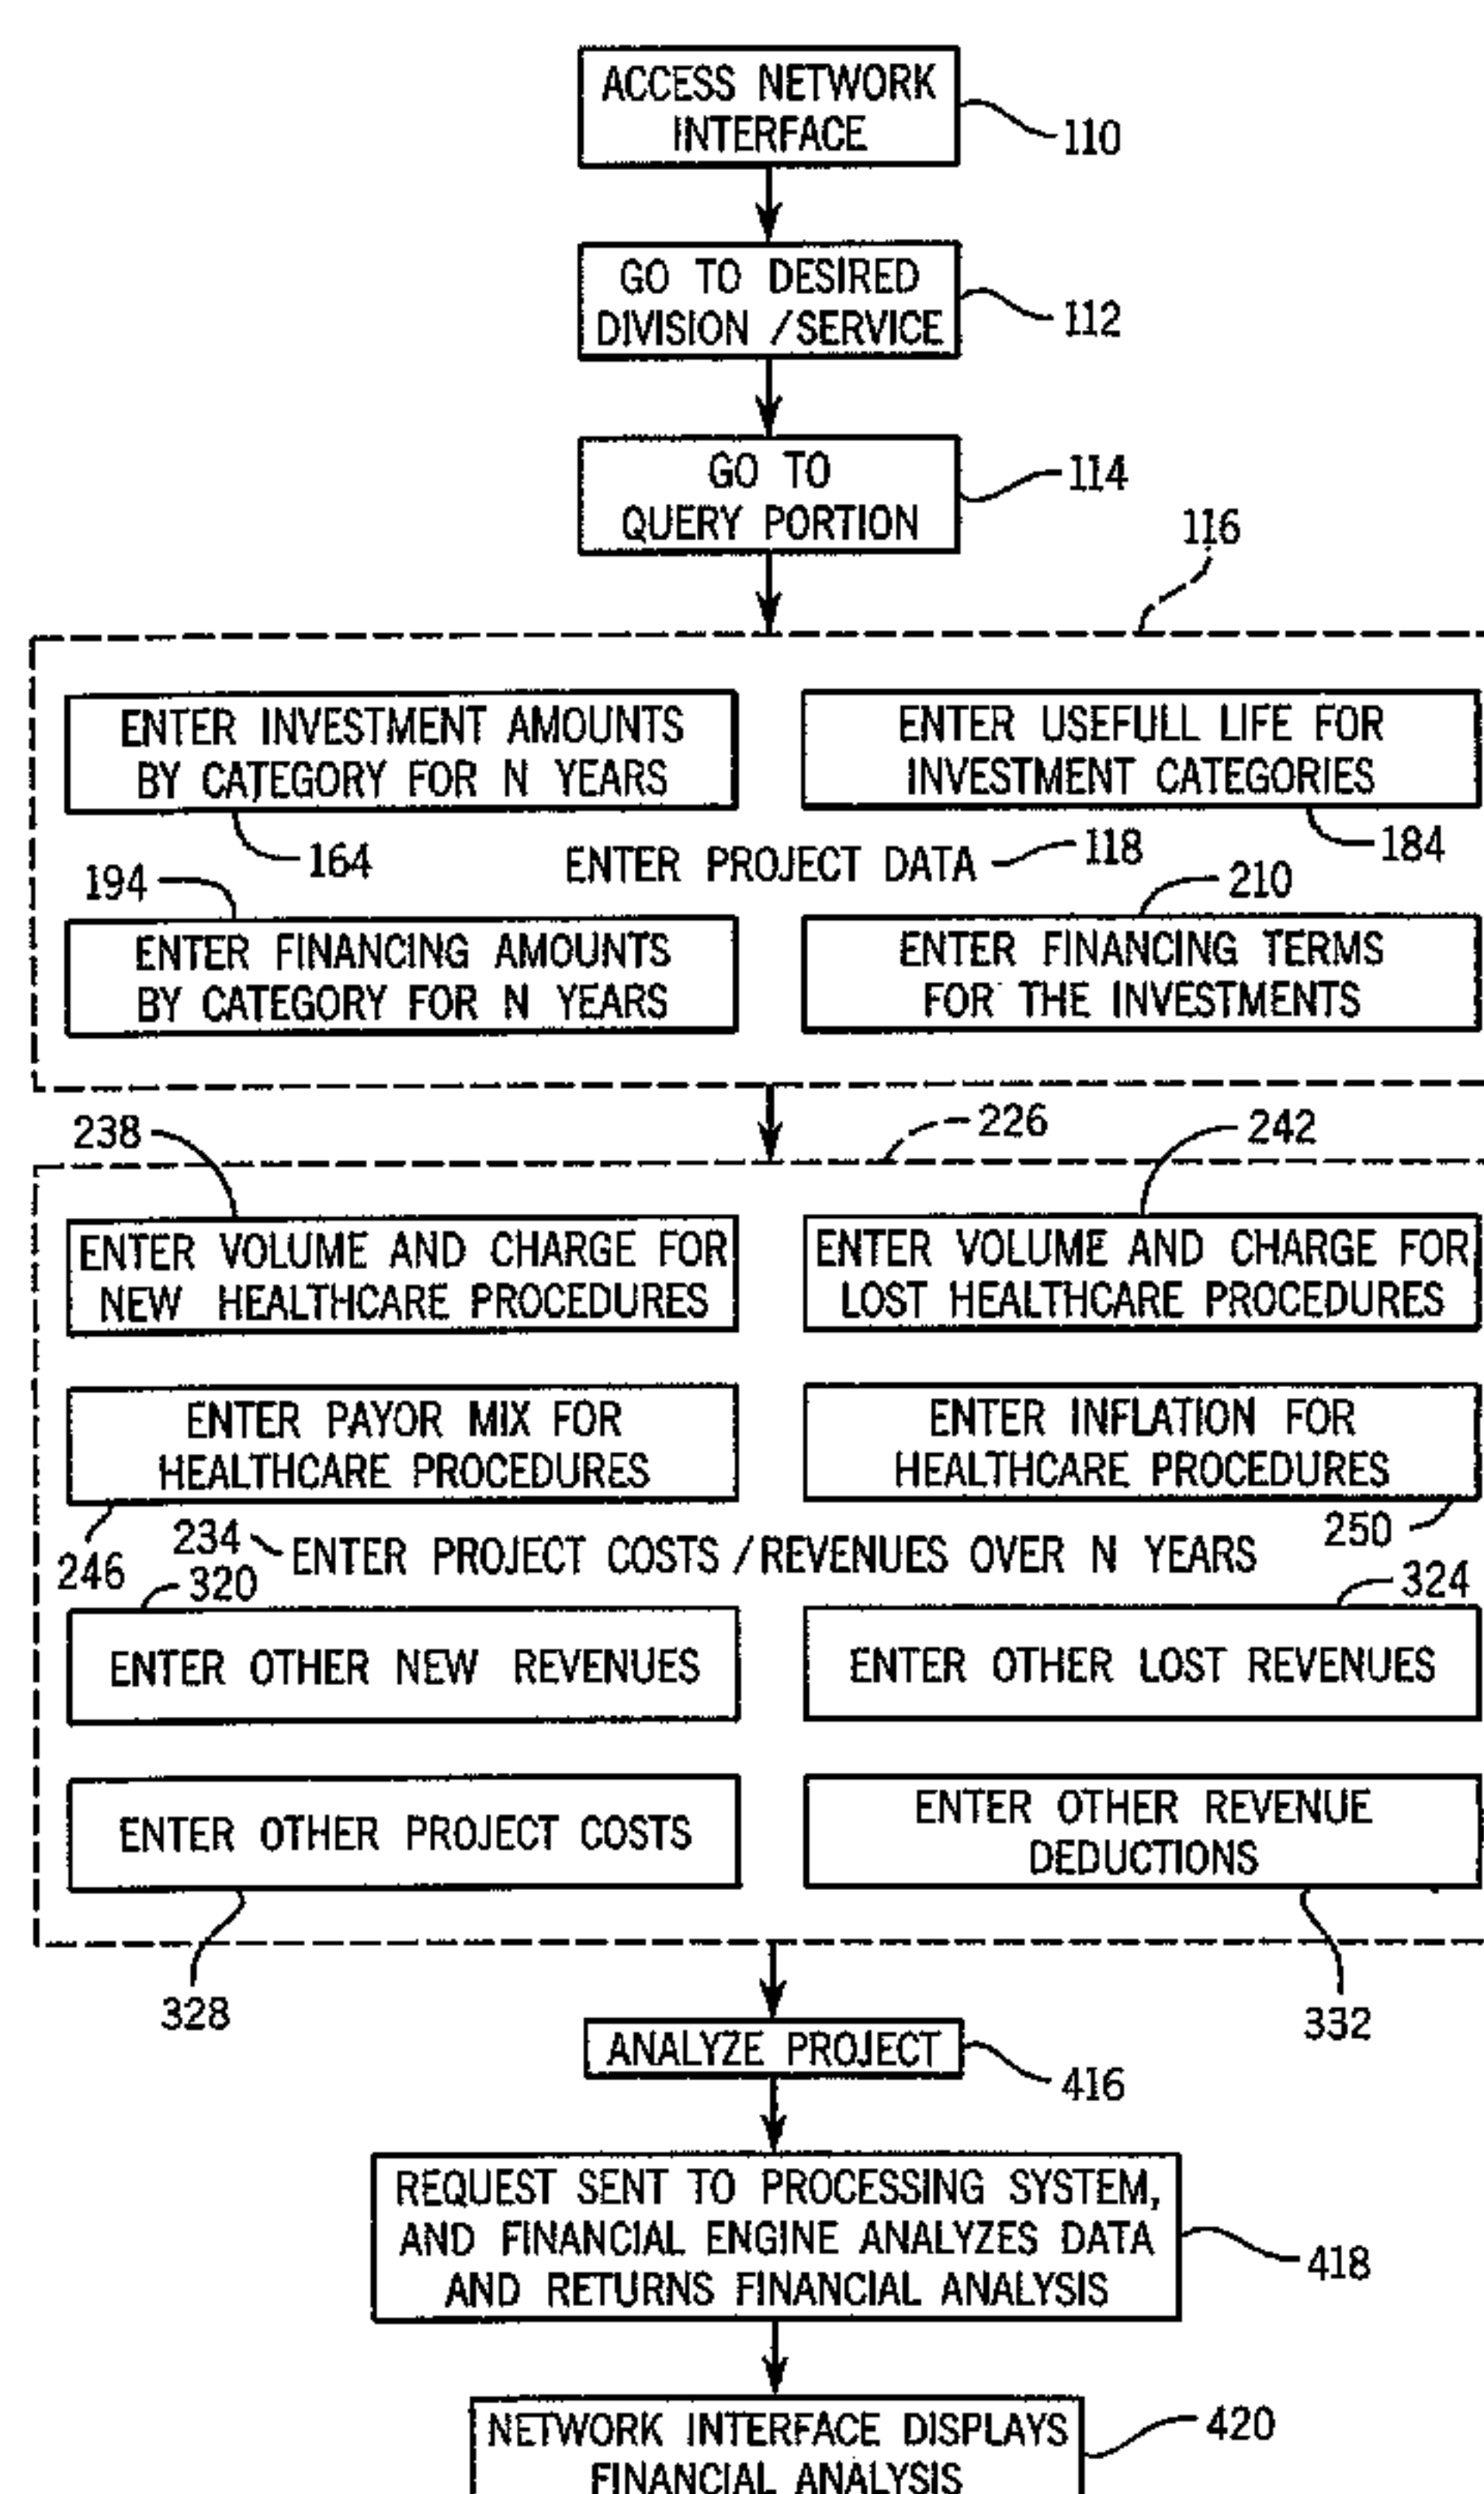 ACCESS NETWORK
INTERFACE
110
GO TO DESIRED
DIVISION /SERVICE
112
GO TO
QUERY PORTION
114
116
ENTER INVESTMENT AMOUNTS
BY CATEGORY FOR N YEARS
164
ENTER USEFULL LIFE FOR
INVESTMENT CATEGORIES
184
ENTER PROJECT DATA
118
194
ENTER FINANCING AMOUNTS
BY CATEGORY FOR N YEARS
210
ENTER FINANCING TERMS
FOR THE INVESTMENTS
226
238
ENTER VOLUME AND CHARGE FOR
NEW HEALTHCARE PROCEDURES
242
ENTER VOLUME AND CHARGE FOR
LOST HEALTHCARE PROCEDURES
ENTER PAYOR MIX FOR
HEALTHCARE PROCEDURES
246
ENTER INFLATION FOR
HEALTHCARE PROCEDURES
250
234
ENTER PROJECT COSTS /REVENUES OVER N YEARS
320
ENTER OTHER NEW REVENUES
324
ENTER OTHER LOST REVENUES
ENTER OTHER PROJECT COSTS
328
ENTER OTHER REVENUE
DEDUCTIONS
332
ANALYZE PROJECT
416
REQUEST SENT TO PROCESSING SYSTEM,
AND FINANCIAL ENGINE ANALYZES DATA
AND RETURNS FINANCIAL ANALYSIS
418
NETWORK INTERFACE DISPLAYS
FINANCIAL ANALYSIS
420